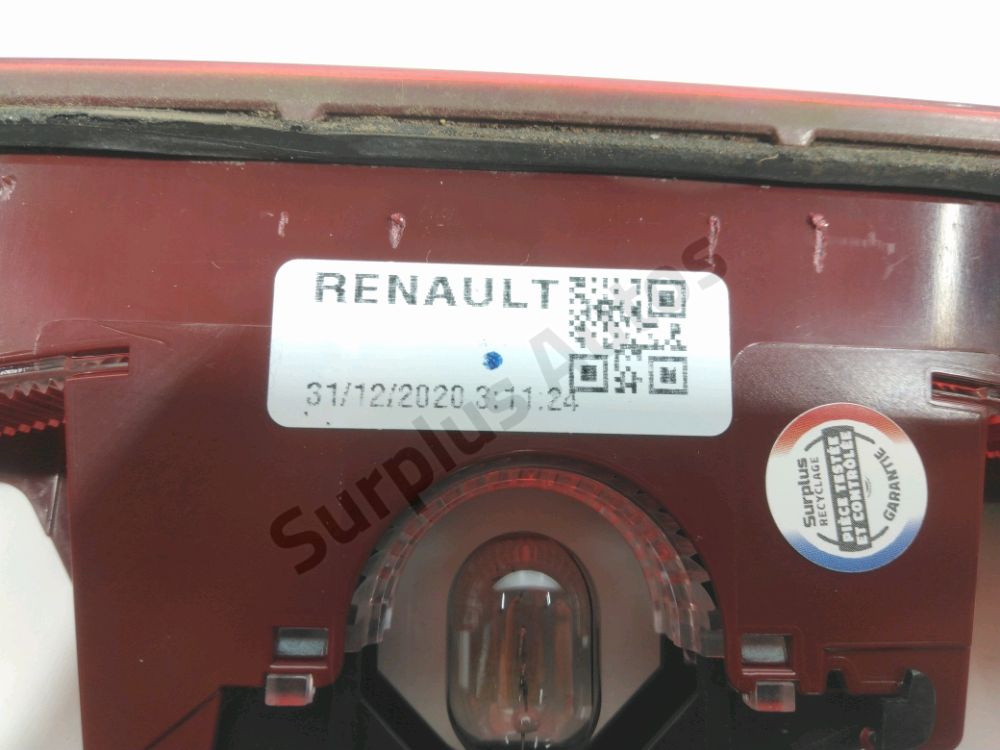 RENAULT
31/12/2020 3:11:24
Surplus Autos
Surplus
RECYCLAGE
PIÈCE TESTÉE
ET CONTRÔLÉE
GARANTIE